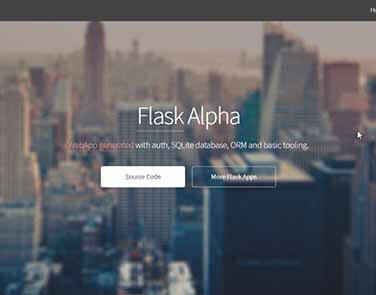 Flask Alpha
WebApp generated with auth, SQLite database, ORM and basic tooling.
Source Code
More Flask Apps